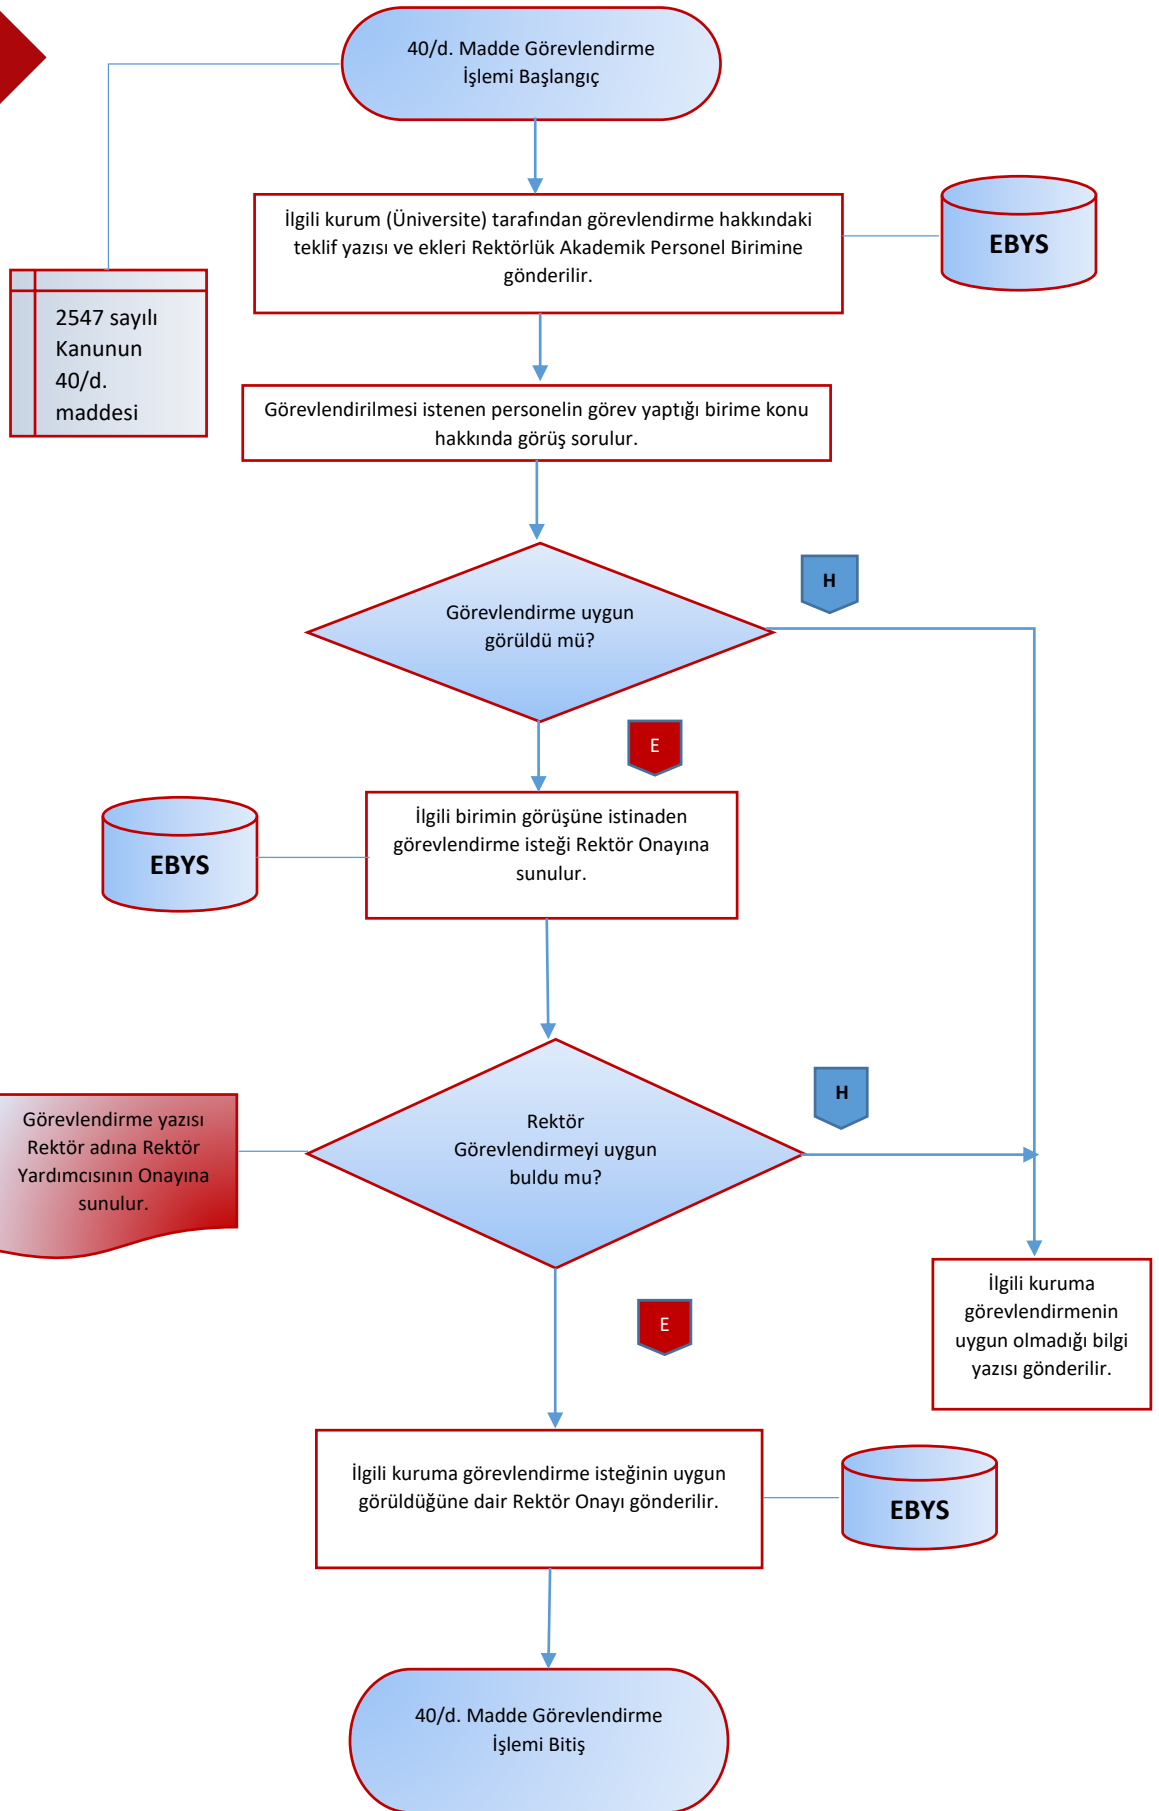 40/d. Madde Görevlendirme
İşlemi Başlangıç
İlgili kurum (Üniversite) tarafından görevlendirme hakkındaki
teklif yazısı ve ekleri Rektörlük Akademik Personel Birimine
gönderilir.
EBYS
2547 sayılı
Kanunun
40/d.
maddesi
Görevlendirilmesi istenen personelin görev yaptığı birime konu
hakkında görüş sorulur.
H
Görevlendirme uygun
görüldü mü?
E
İlgili birimin görüşüne istinaden
görevlendirme isteği Rektör Onayına
sunulur.
EBYS
H
Görevlendirme yazısı
Rektör adına Rektör
Yardımcısının Onayına
sunulur.
Rektör
Görevlendirmeyi uygun
buldu mu?
İlgili kuruma
görevlendirmenin
uygun olmadığı bilgi
yazısı gönderilir.
E
İlgili kuruma görevlendirme isteğinin uygun
görüldüğüne dair Rektör Onayı gönderilir.
EBYS
40/d. Madde Görevlendirme
İşlemi Bitiş